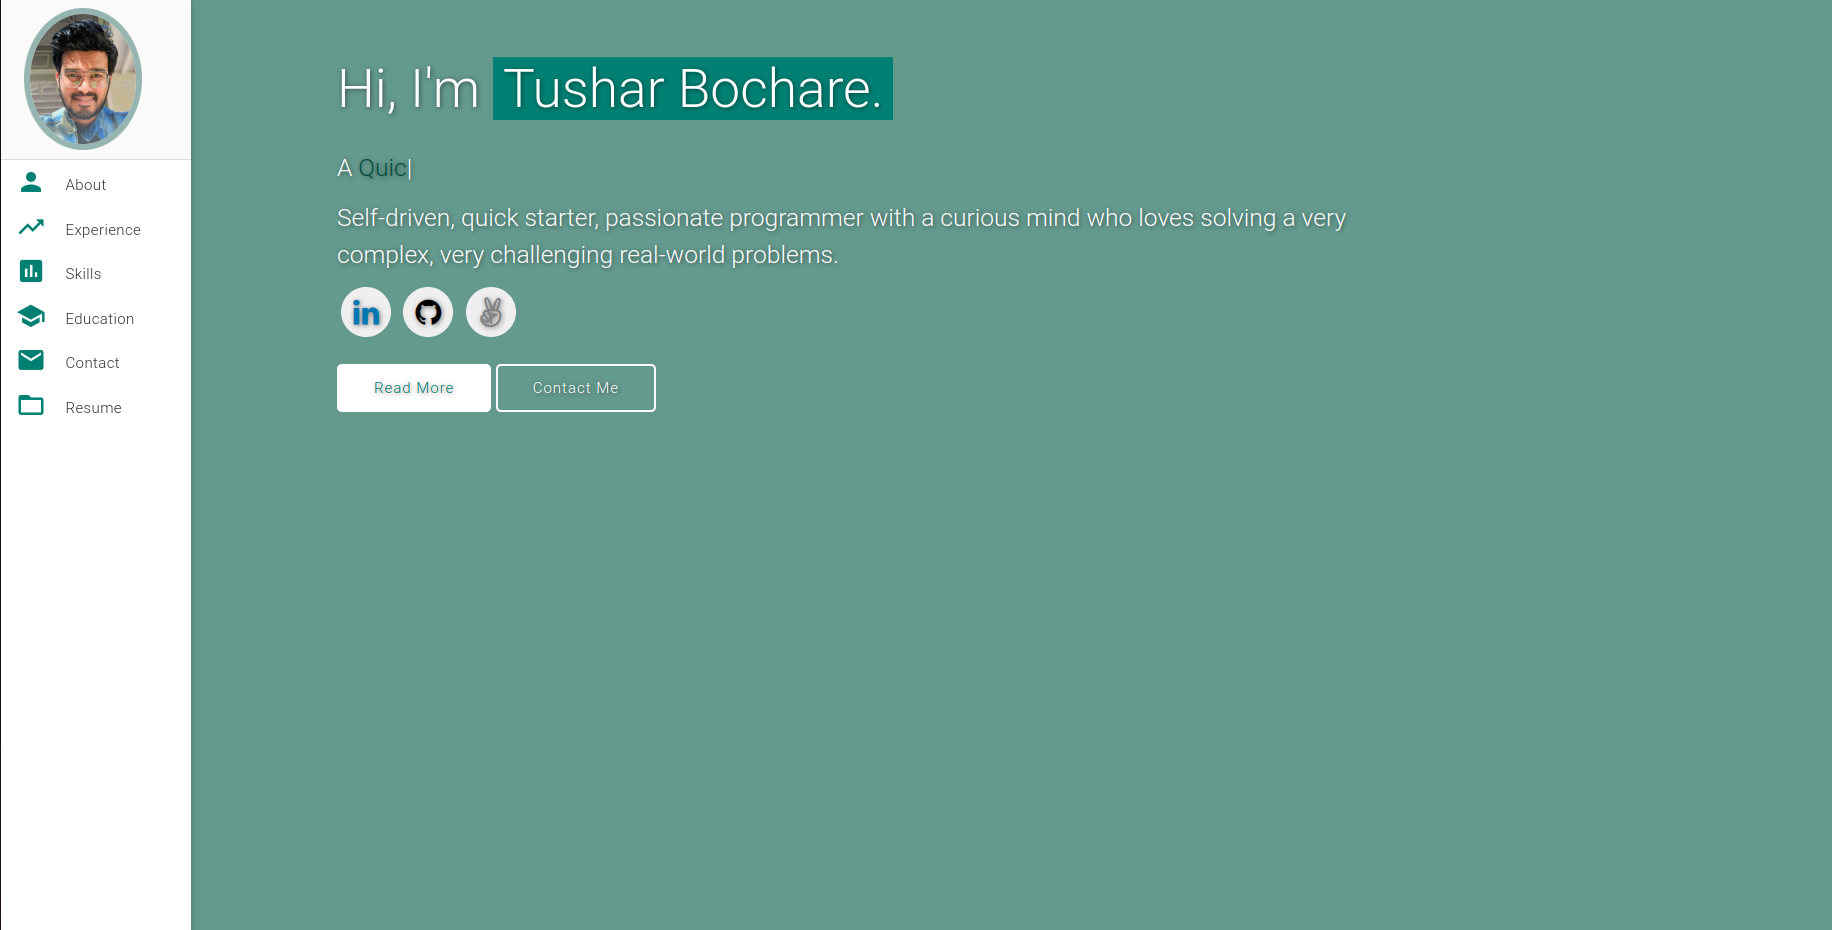 About
Experience
Skills
Education
Contact
Resume
Hi, I'm Tushar Bochare.
A Quic|
Self-driven, quick starter, passionate programmer with a curious mind who loves solving a very
complex, very challenging real-world problems.
in
Read More
Contact Me